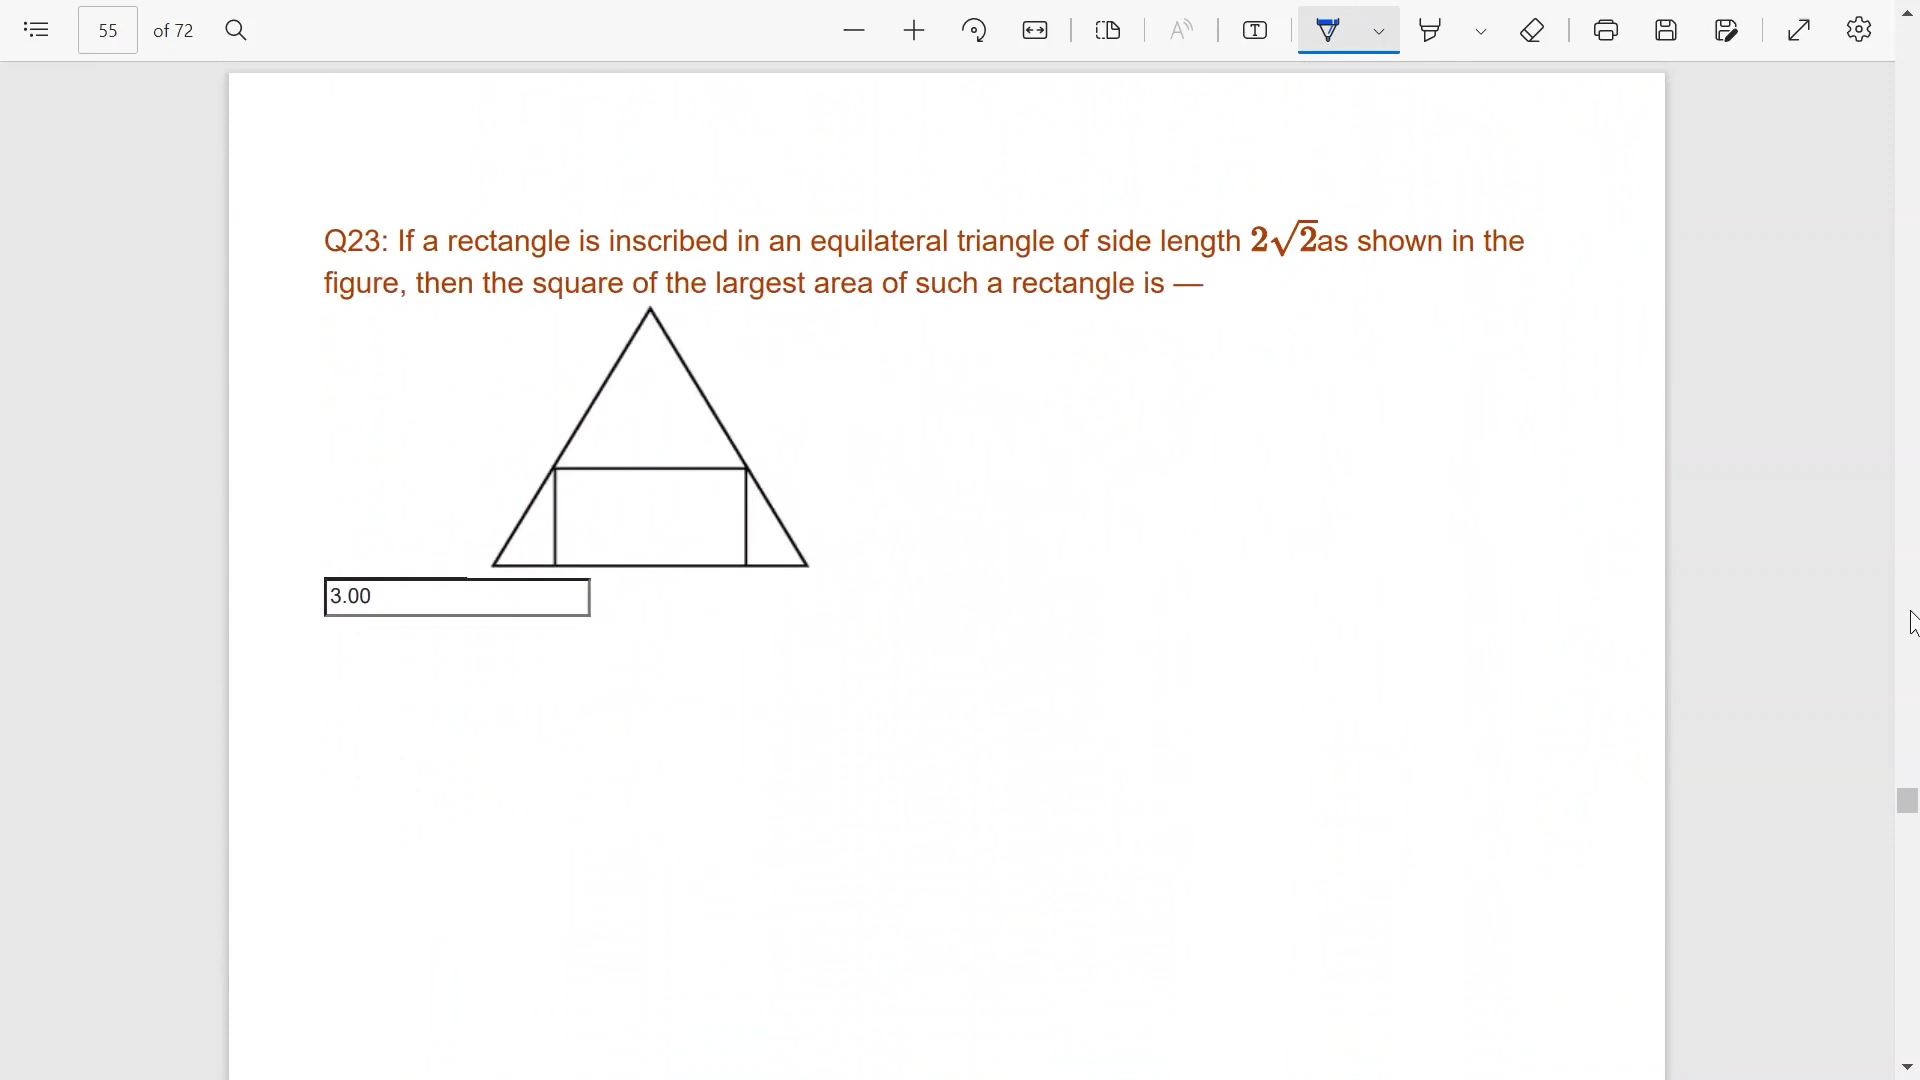 55 of 72
Q23: If a rectangle is inscribed in an equilateral triangle of side length 2√2as shown in the
figure, then the square of the largest area of such a rectangle is —
3.00